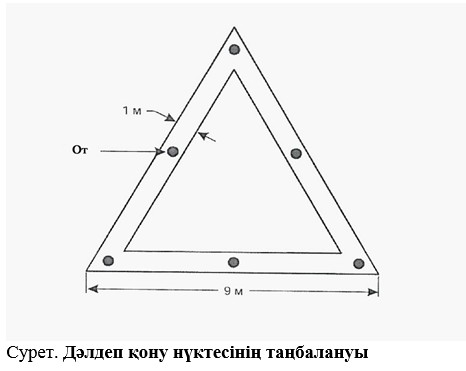 1 м
От
9 м
Сурет. Дәлдеп қону нүктесінің таңбалануы